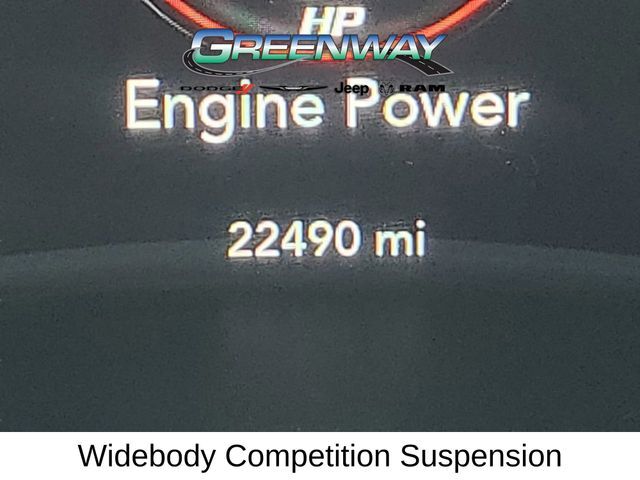 HP
GREENWAY
DODGE Jeep RAM
Engine Power
22490 mi
Widebody Competition Suspension